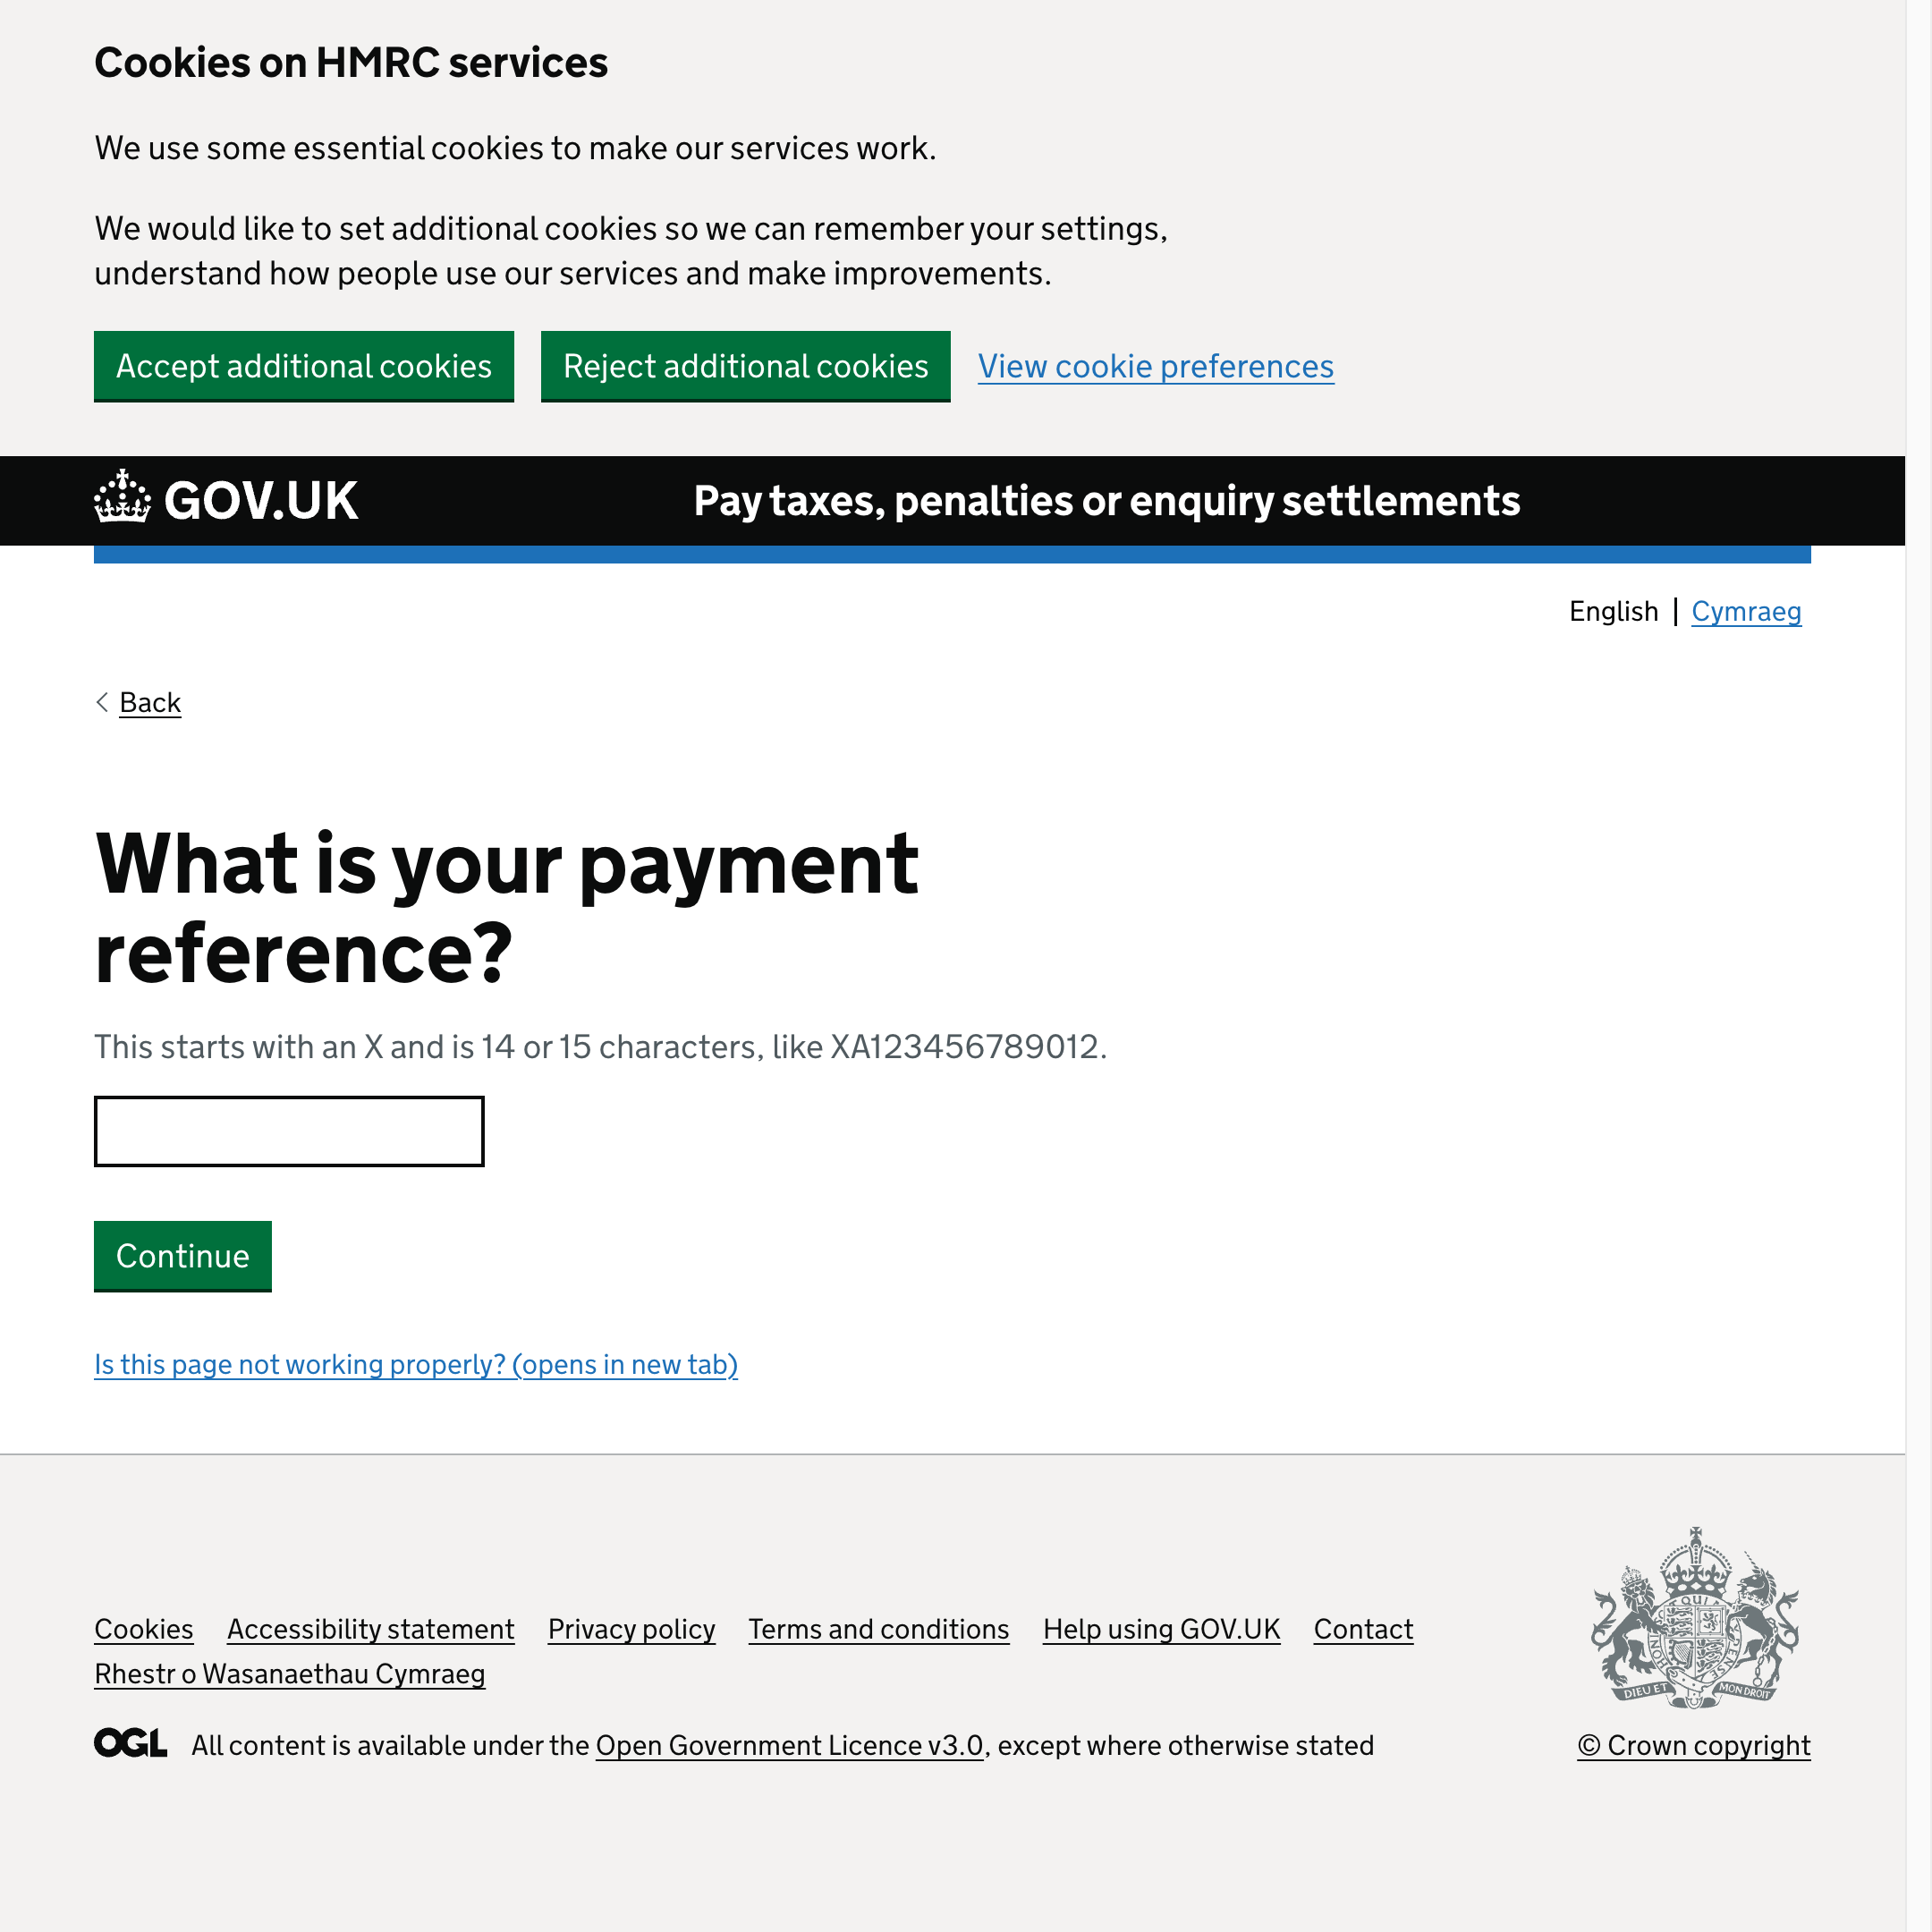 Cookies on HMRC services
We use some essential cookies to make our services work.
We would like to set additional cookies so we can remember your settings,
understand how people use our services and make improvements.
Accept additional cookies Reject additional cookies View cookie preferences
GOV.UK Pay taxes, penalties or enquiry settlements
English | Cymraeg
Back
What is your payment
reference?
This starts with an X and is 14 or 15 characters, like XA123456789012.
Continue
Is this page not working properly? (opens in new tab)
Cookies Accessibility statement Privacy policy Terms and conditions Help using GOV.UK Contact
Rhestr o Wasanaethau Cymraeg
DIEU ET MON DROIT
OGL All content is available under the Open Government Licence v3.0, except where otherwise stated
© Crown copyright